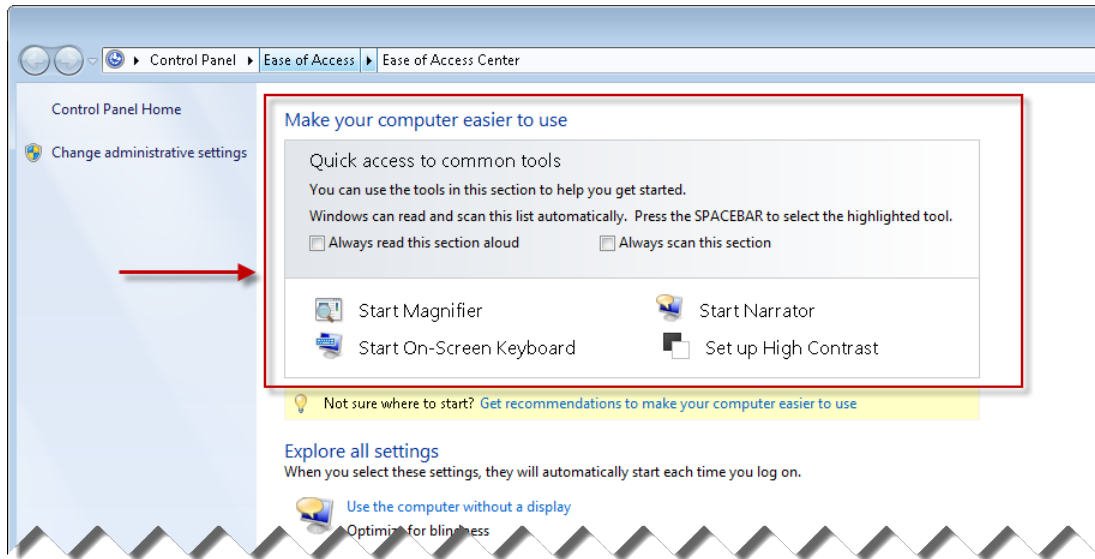 Control Panel Ease of Access Ease of Access Center
Control Panel Home
Change administrative settings
Make your computer easier to use
Quick access to common tools
You can use the tools in this section to help you get started.
Windows can read and scan this list automatically. Press the SPACEBAR to select the highlighted tool.
Always read this section aloud Always scan this section
Start Magnifier Start Narrator
Start On-Screen Keyboard Set up High Contrast
Not sure where to start? Get recommendations to make your computer easier to use
Explore all settings
When you select these settings, they will automatically start each time you log on.
Use the computer without a display
Optimize for blindness